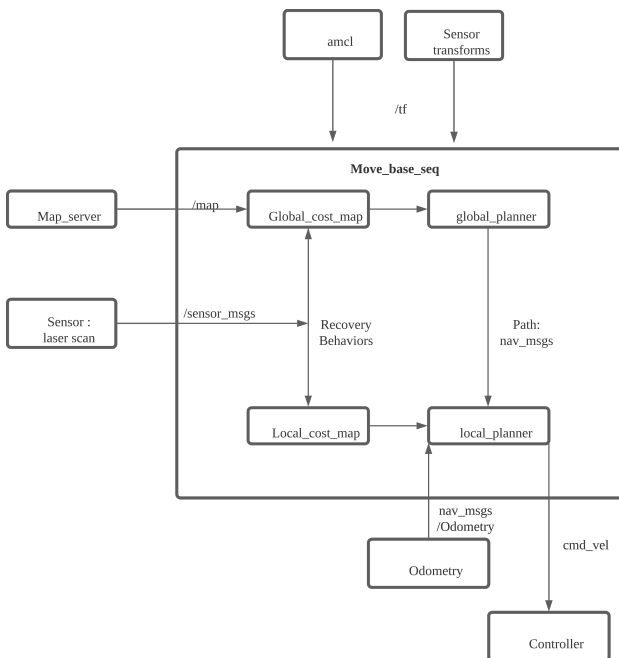 amcl
Sensor
transforms
/tf
Move_base_seq
Map_server
/map
Global_cost_map
global_planner
Sensor :
laser scan
/sensor_msgs
Recovery
Behaviors
Path:
nav_msgs
Local_cost_map
local_planner
nav_msgs
/Odometry
Odometry
cmd_vel
Controller